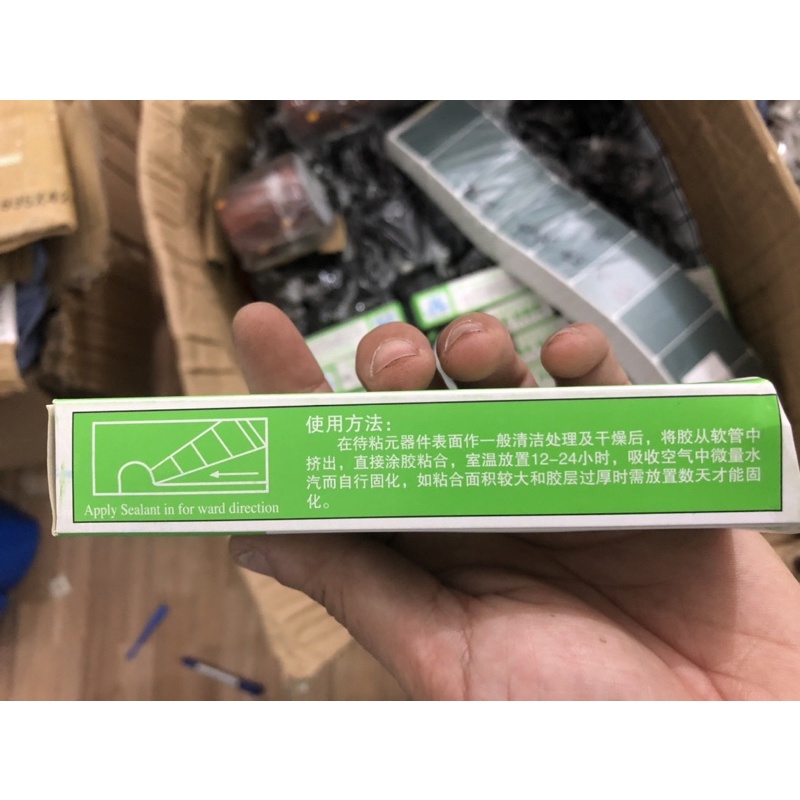 使用方法：
在待粘元器件表面作一般清洁处理及干燥后，将胶从软管中
挤出，直接涂胶粘合，室温放置12-24小时，吸收空气中微量水
汽而自行固化，如粘合面积较大和胶层过厚时需放置数天才能固
化。
Apply Sealant in for ward direction